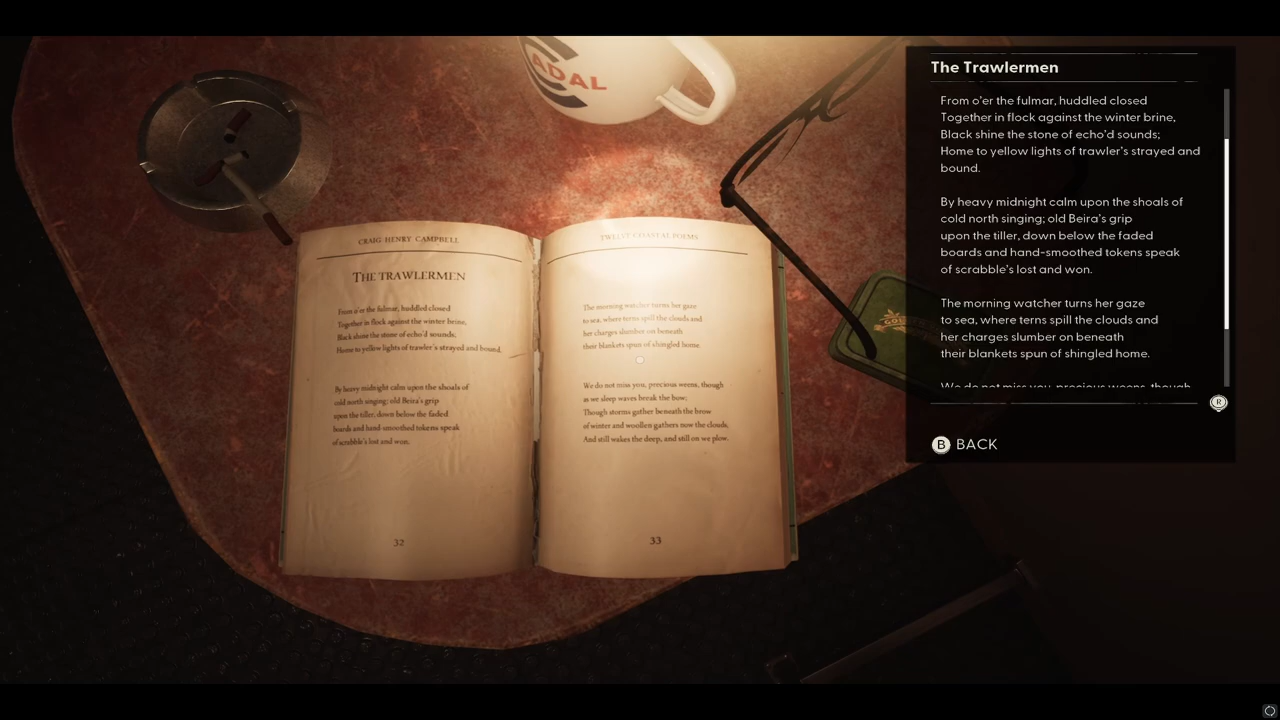 ADAL
CRAIG HENRY CAMPBELL
THE TRAWLERMEN
From o'er the fulmar, huddled closed
Together in flock against the winter brine,
Black shine the stone of echo'd sounds;
Home to yellow lights of trawler's strayed and bound.
By heavy midnight calm upon the shoals of
cold north singing; old Beira's grip
upon the tiller, down below the faded
boards and hand-smoothed tokens speak
of scrabble's lost and won.
32
TWELVE COASTAL POEMS
The morning watcher turns her gaze
to sea, where terns spill the clouds and
her charges slumber on beneath
their blankets spun of shingled home.
We do not miss you, precious weens, though
as we sleep waves break the bow;
Though storms gather beneath the brow
of winter and woollen gathers now the clouds,
And still wakes the deep, and still on we plow.
33
The Trawlermen
From o'er the fulmar, huddled closed
Together in flock against the winter brine,
Black shine the stone of echo'd sounds;
Home to yellow lights of trawler's strayed and
bound.
By heavy midnight calm upon the shoals of
cold north singing; old Beira's grip
upon the tiller, down below the faded
boards and hand-smoothed tokens speak
of scrabble's lost and won.
The morning watcher turns her gaze
to sea, where terns spill the clouds and
her charges slumber on beneath
their blankets spun of shingled home.
We do not miss you, precious weens, though
R
B BACK